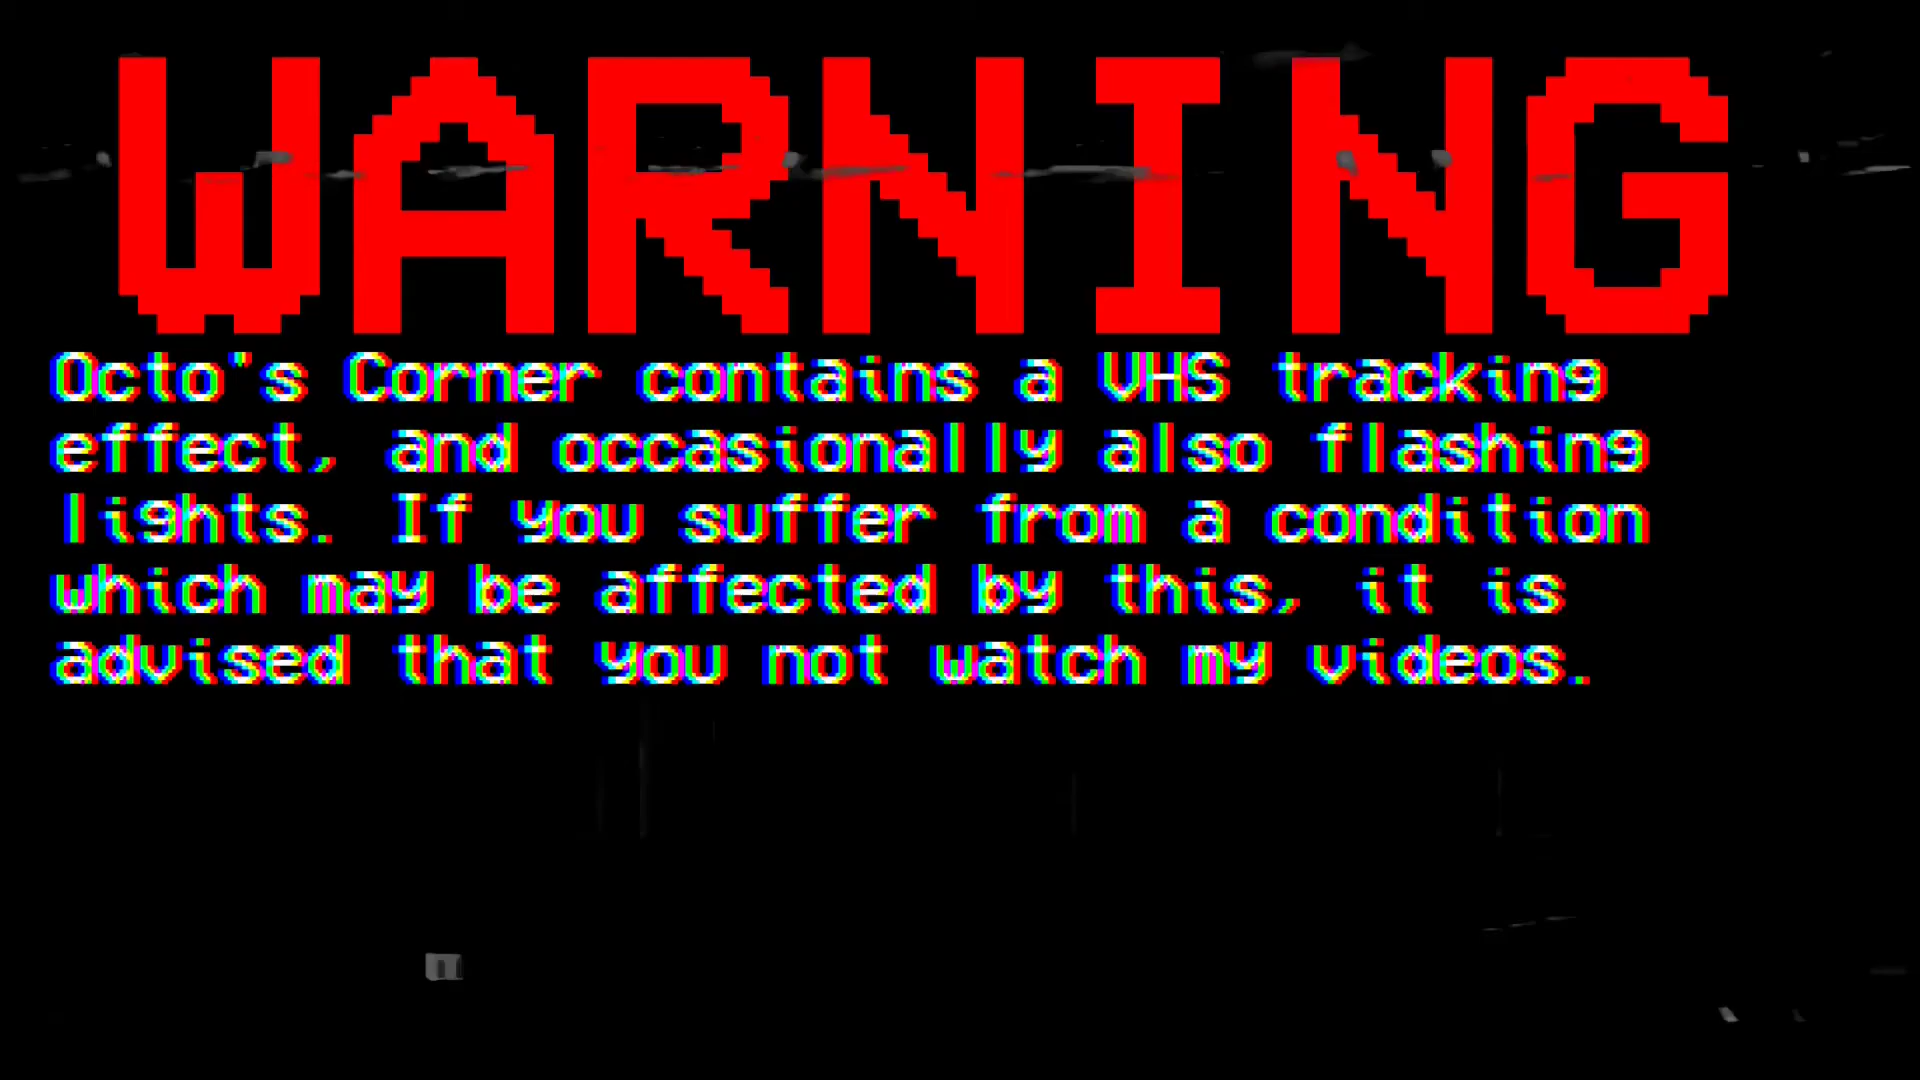 WARNING
Octo's Corner contains a VHS tracking
effect, and occasionally also flashing
lights. If you suffer from a condition
which may be affected by this, it is
advised that you not watch my videos.